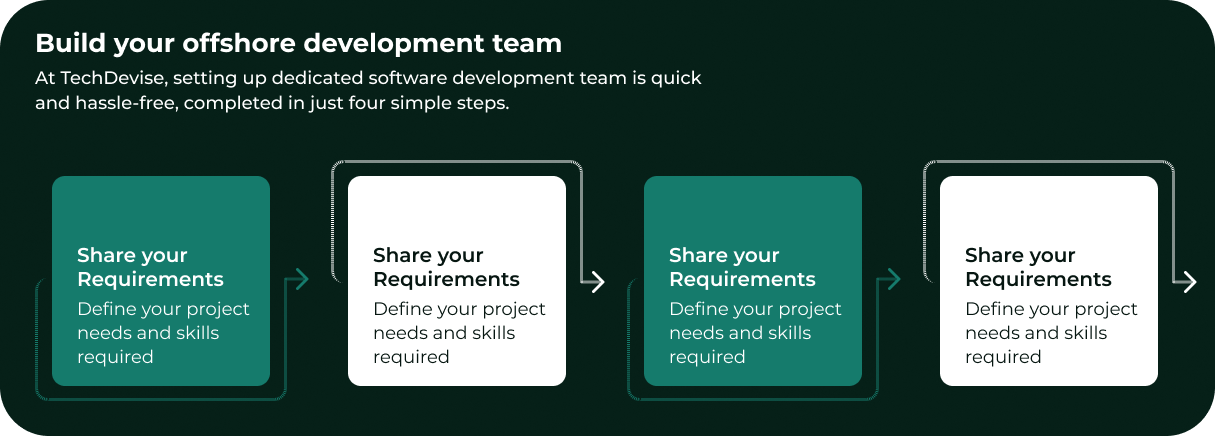 Build your offshore development team
At TechDevise, setting up dedicated software development team is quick
and hassle-free, completed in just four simple steps.
Share your
Requirements
Define your project
needs and skills
required
Share your
Requirements
Define your project
needs and skills
required
Share your
Requirements
Define your project
needs and skills
required
Share your
Requirements
Define your project
needs and skills
required